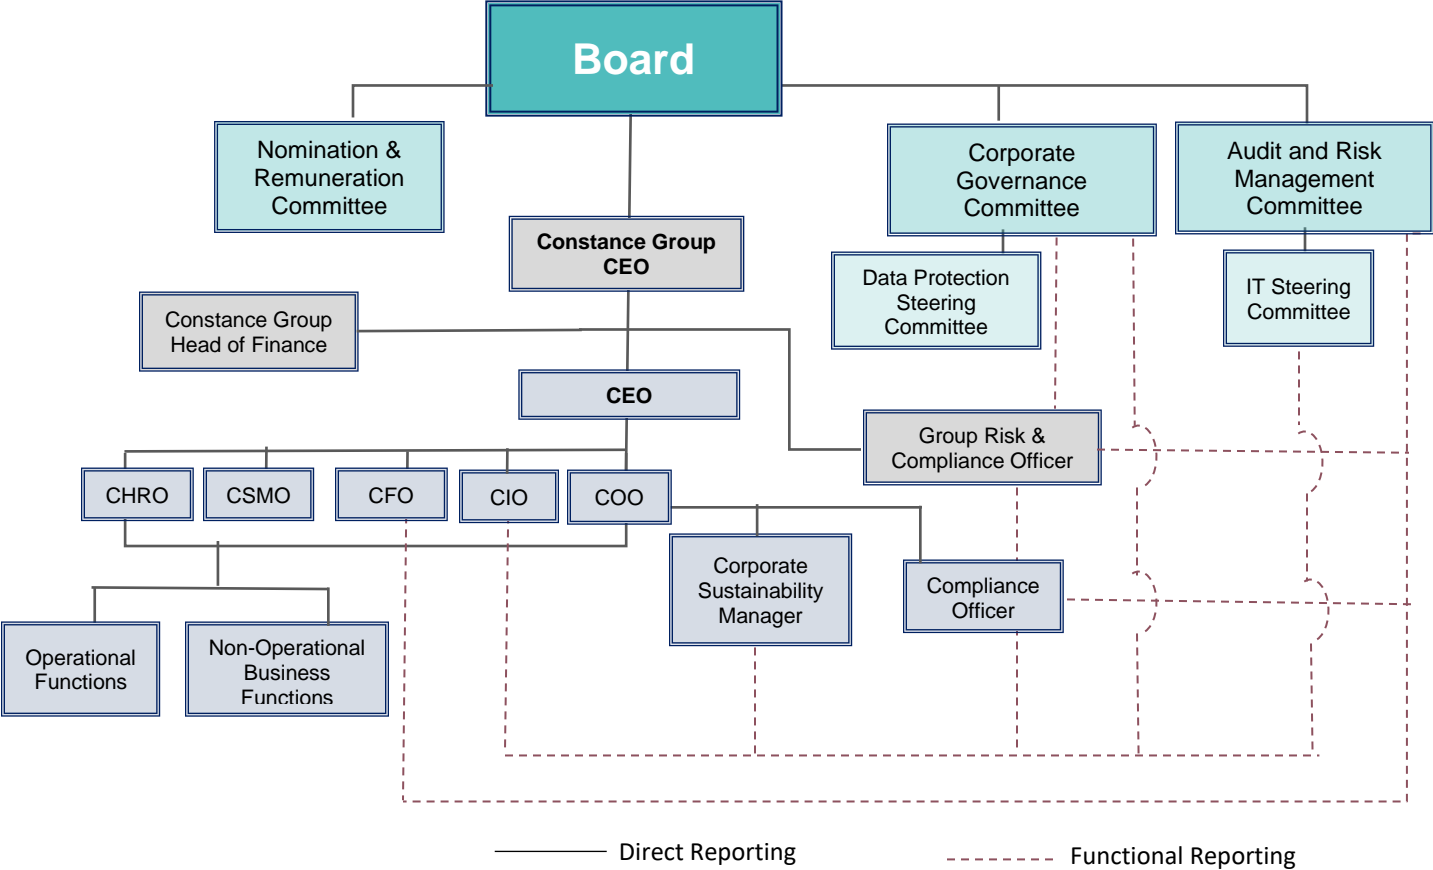 Board
Nomination &
Remuneration
Committee
Corporate
Governance
Committee
Audit and Risk
Management
Committee
Constance Group
CEO
Data Protection
Steering
Committee
IT Steering
Committee
Constance Group
Head of Finance
CEO
Group Risk &
Compliance Officer
CHRO
CSMO
CFO
CIO
COO
Corporate
Sustainability
Manager
Compliance
Officer
Operational
Functions
Non-Operational
Business
Functions
Direct Reporting
Functional Reporting